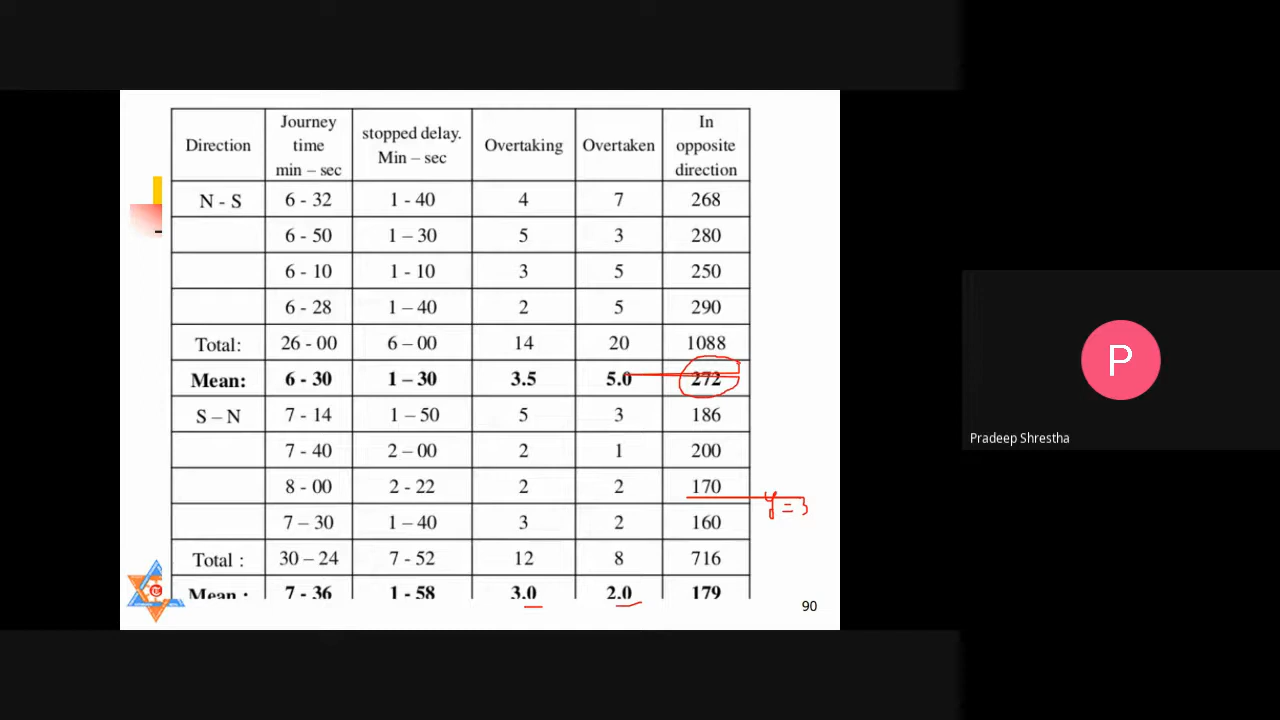 Direction Journey time min – sec stopped delay. Min – sec Overtaking Overtaken In opposite direction
N - S 6 - 32 1 - 40 4 7 268
6 - 50 1 – 30 5 3 280
6 - 10 1 - 10 3 5 250
6 - 28 1 – 40 2 5 290
Total: 26 - 00 6 – 00 14 20 1088
Mean: 6 - 30 1 – 30 3.5 5.0 272
S – N 7 - 14 1 – 50 5 3 186
7 - 40 2 – 00 2 1 200
8 - 00 2 - 22 2 2 170
y = 3
7 – 30 1 – 40 3 2 160
Total : 30 – 24 7 - 52 12 8 716
Mean : 7 - 36 1 - 58 3.0 2.0 179
90
P
Pradeep Shrestha